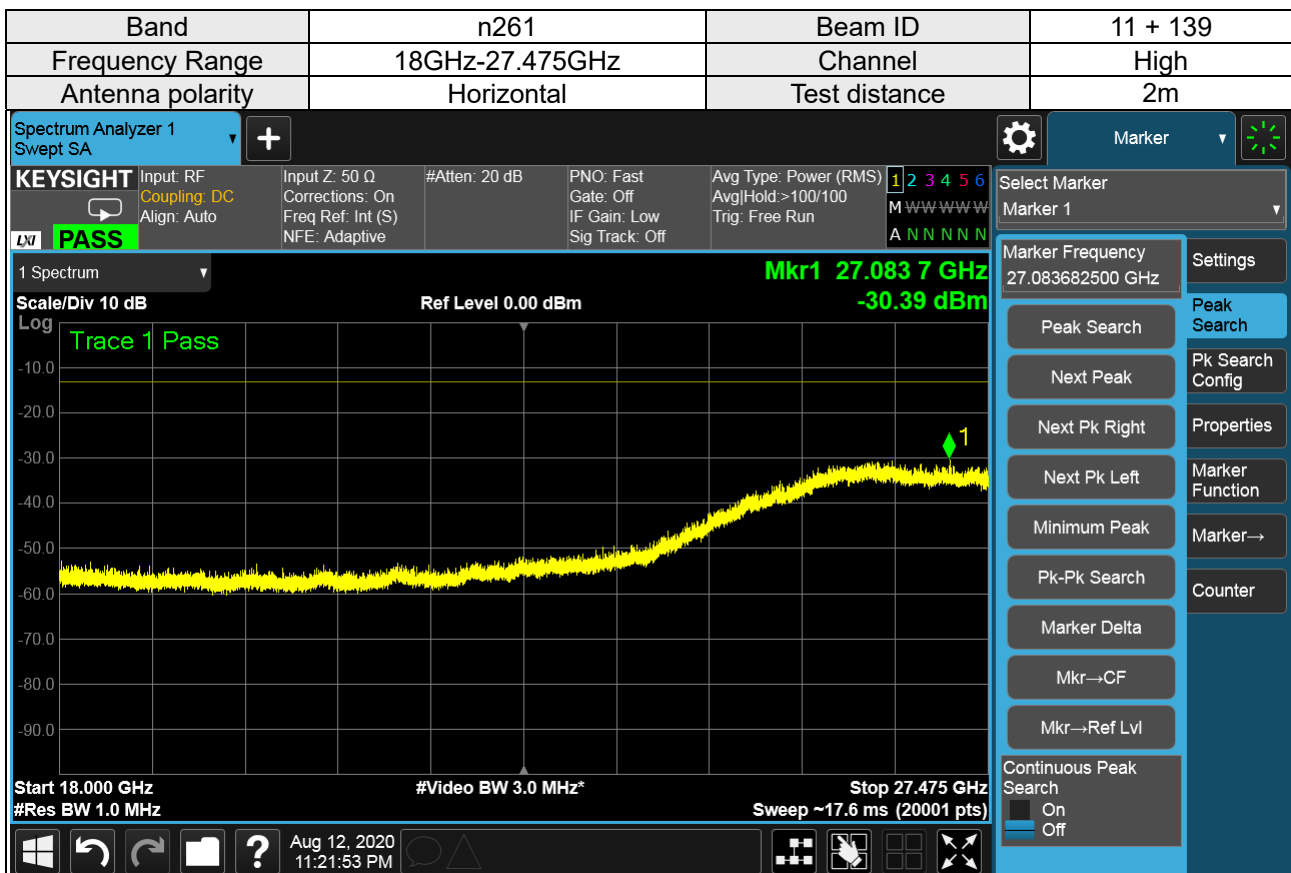 Band n261 Beam ID 11 + 139
Frequency Range 18GHz-27.475GHz Channel High
Antenna polarity Horizontal Test distance 2m
Spectrum Analyzer 1
Swept SA
+
Marker
KEYSIGHT
LXI
PASS
Input: RF
Coupling: DC
Align: Auto
Input Z: 50 Ω
Corrections: On
Freq Ref: Int (S)
NFE: Adaptive
#Atten: 20 dB
PNO: Fast
Gate: Off
IF Gain: Low
Sig Track: Off
Avg Type: Power (RMS)
Avg|Hold:>100/100
Trig: Free Run
1 2 3 4 5 6
M W W W W W
A N N N N N
Select Marker
Marker 1
1 Spectrum
Mkr1 27.083 7 GHz
Scale/Div 10 dB
Ref Level 0.00 dBm
-30.39 dBm
Log
Trace 1 Pass
-10.0
-20.0
-30.0
-40.0
-50.0
-60.0
-70.0
-80.0
-90.0
1
Start 18.000 GHz
#Video BW 3.0 MHz*
Stop 27.475 GHz
#Res BW 1.0 MHz
Sweep ~17.6 ms (20001 pts)
Marker Frequency
27.083682500 GHz
Peak Search
Next Peak
Next Pk Right
Next Pk Left
Minimum Peak
Pk-Pk Search
Marker Delta
Mkr→CF
Mkr→Ref Lvl
Continuous Peak
Search
On
Off
Settings
Peak
Search
Pk Search
Config
Properties
Marker
Function
Marker→
Counter
?
Aug 12, 2020
11:21:53 PM